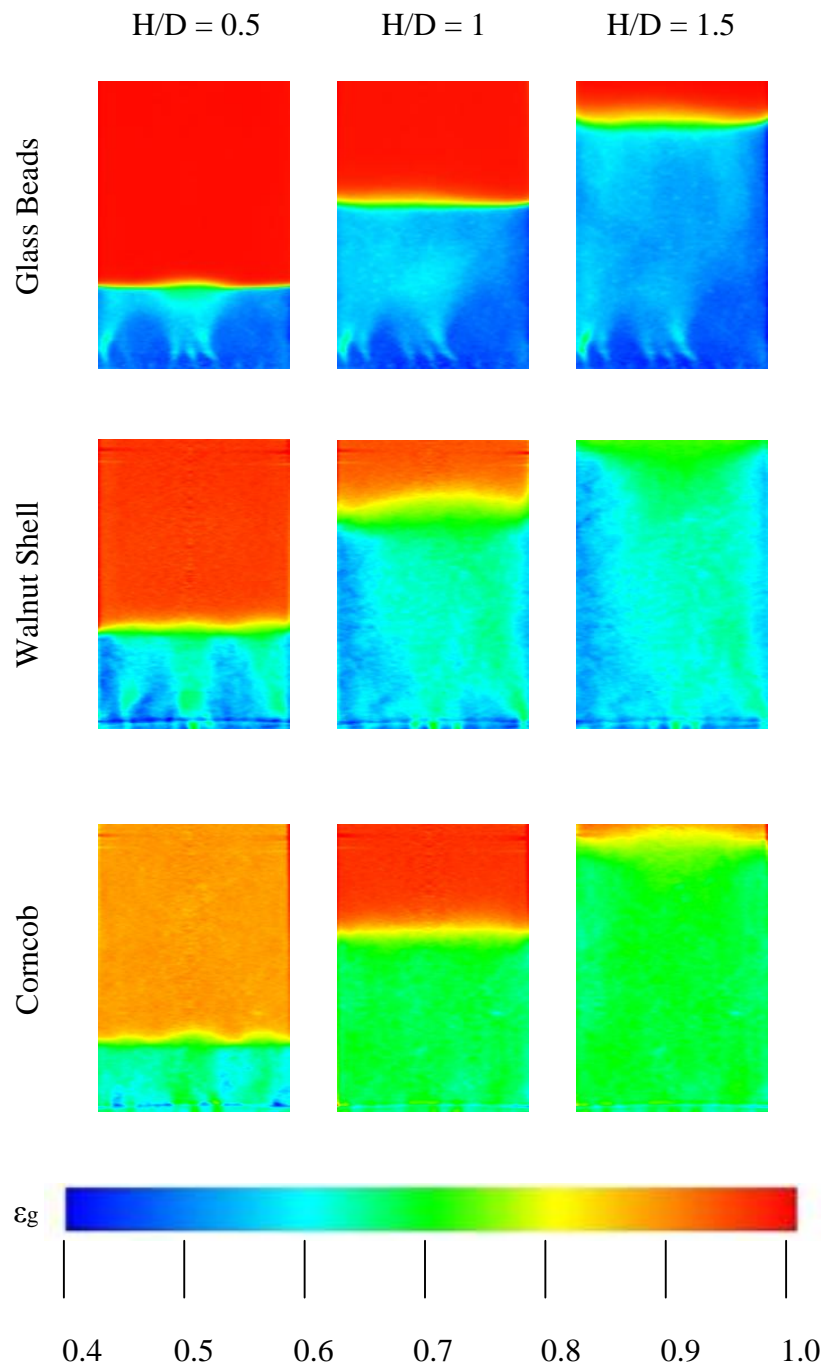 H/D = 0.5 H/D = 1 H/D = 1.5
Glass Beads
Walnut Shell
Corncob
εg
0.4 0.5 0.6 0.7 0.8 0.9 1.0